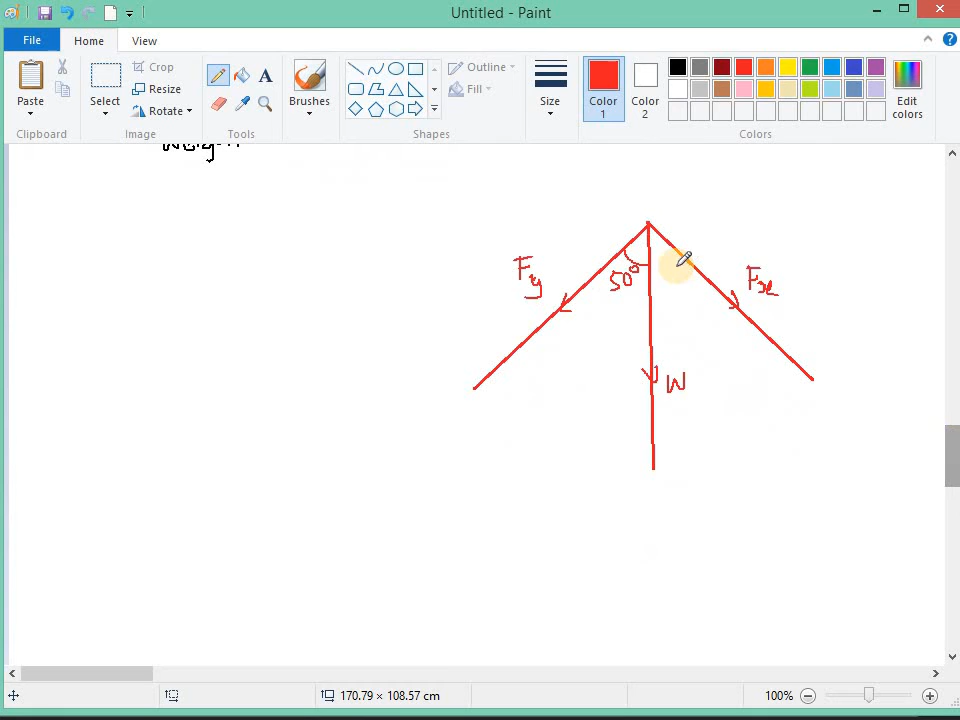 Untitled - Paint
File
Home
View
Paste
Select
Crop
Resize
Rotate
Brushes
Outline
Fill
Size
Color 1
Color 2
Edit colors
Clipboard
Image
Tools
Shapes
Colors
Fy
50°
Fx
W
170.79 × 108.57 cm
100%